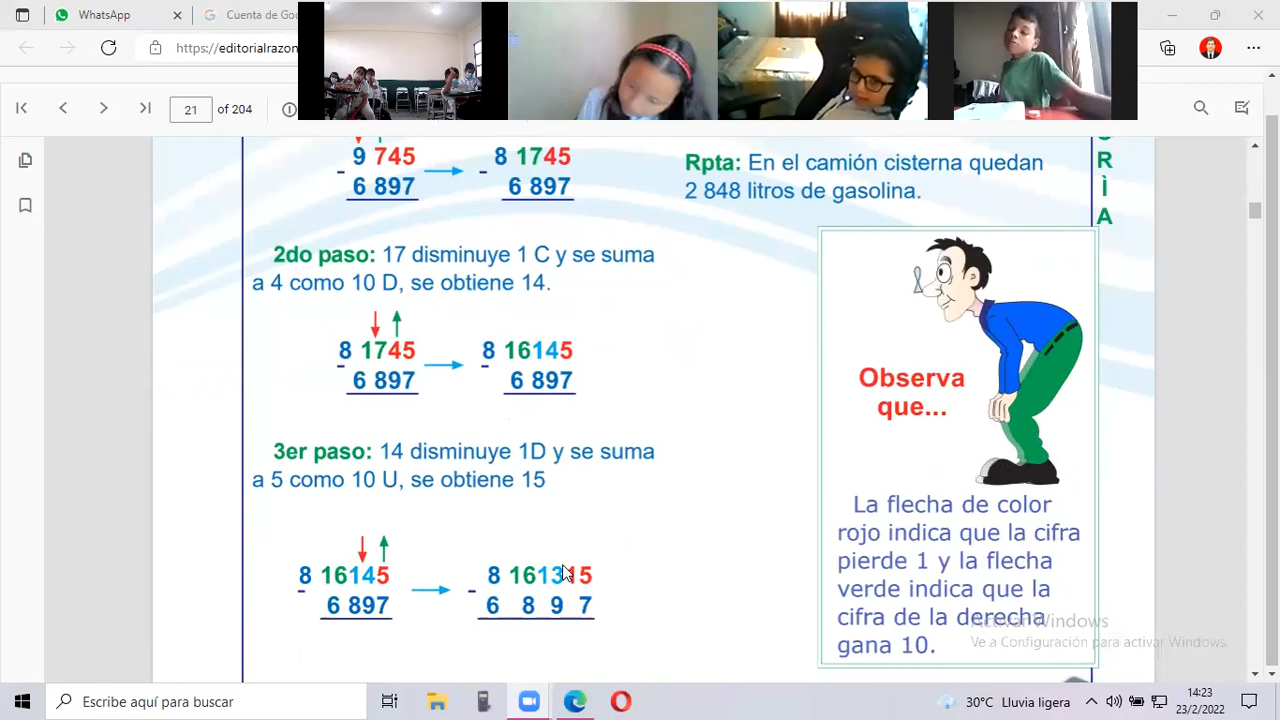 WhatsApp
Cuenta de Goo
https://editorialrazon
21 de 204
9 745
8 1745
-
-
6 897
6 897
2do paso: 17 disminuye 1 C y se suma
a 4 como 10 D, se obtiene 14.
8 1745
8 16145
-
-
6 897
6 897
3er paso: 14 disminuye 1D y se suma
a 5 como 10 U, se obtiene 15
8 16145
8 161315
-
-
6 897
6 8 9 7
Rpta: En el camión cisterna quedan
2 848 litros de gasolina.
R
Ì
A
Observa
que...
La flecha de color
rojo indica que la cifra
pierde 1 y la flecha
verde indica que la
cifra de la derecha
gana 10.
Activar Windows
Ve a Configuración para activar Windows.
Escribe aquí para buscar
30°C Lluvia ligera
14:23
23/2/2022